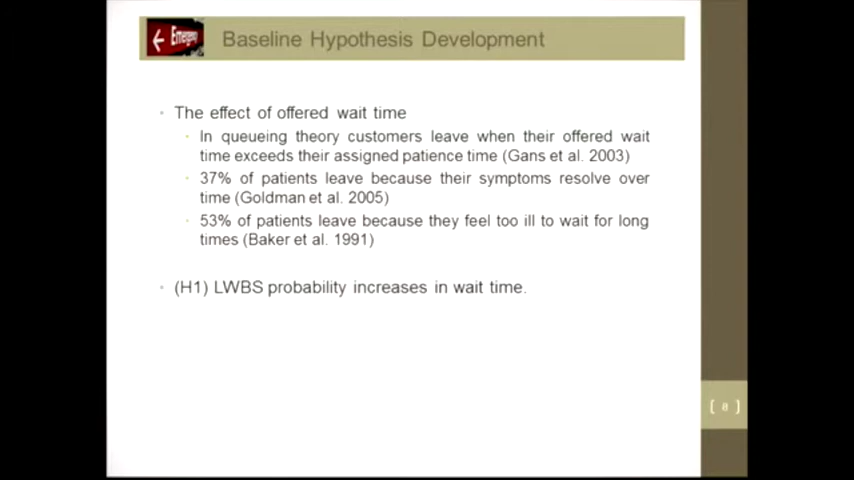 Emergency
Baseline Hypothesis Development
The effect of offered wait time
In queueing theory customers leave when their offered wait
time exceeds their assigned patience time (Gans et al. 2003)
37% of patients leave because their symptoms resolve over
time (Goldman et al. 2005)
53% of patients leave because they feel too ill to wait for long
times (Baker et al. 1991)
(H1) LWBS probability increases in wait time.
[ 8 ]